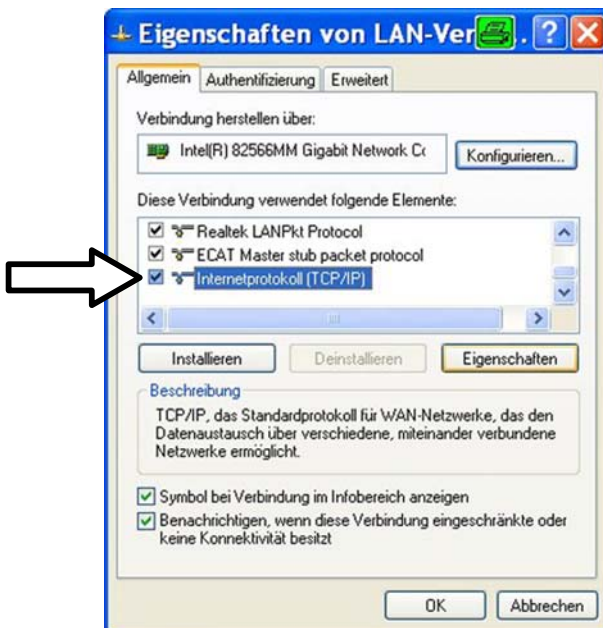 Eigenschaften von LAN-Ver... ?
Allgemein Authentifizierung Erweitert
Verbindung herstellen über:
Intel(R) 82566MM Gigabit Network Cc Konfigurieren...
Diese Verbindung verwendet folgende Elemente:
Realtek LANPkt Protocol
ECAT Master stub packet protocol
Internetprotokoll (TCP/IP)
Installieren Deinstallieren Eigenschaften
Beschreibung
TCP/IP, das Standardprotokoll für WAN-Netzwerke, das den
Datenaustausch über verschiedene, miteinander verbundene
Netzwerke ermöglicht.
Symbol bei Verbindung im Infobereich anzeigen
Benachrichtigen, wenn diese Verbindung eingeschränkte oder
keine Konnektivität besitzt
OK Abbrechen